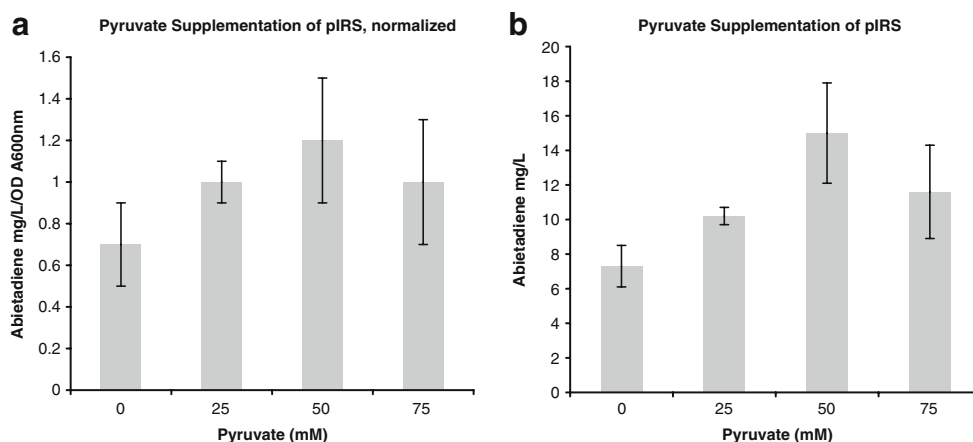 a
Pyruvate Supplementation of pIRS, normalized
Abietadiene mg/L/OD A600nm
1.6
1.4
1.2
1
0.8
0.6
0.4
0.2
0
0 25 50 75
Pyruvate (mM)
b
Pyruvate Supplementation of pIRS
Abietadiene mg/L
20
18
16
14
12
10
8
6
4
2
0
0 25 50 75
Pyruvate (mM)